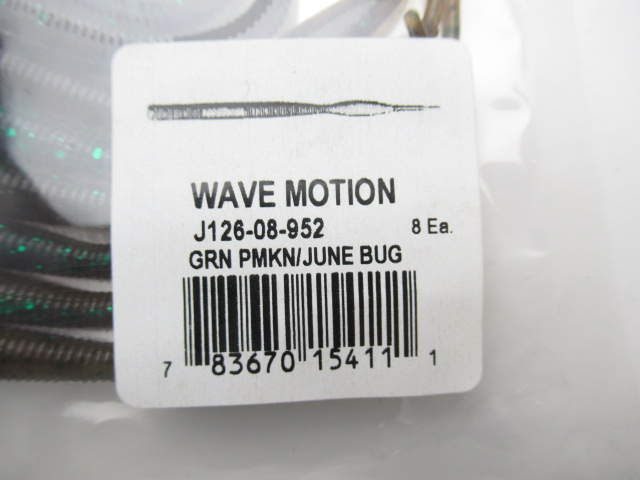 WAVE MOTION
J126-08-952 8 Ea.
GRN PMKN/JUNE BUG
7 83670 15411 1